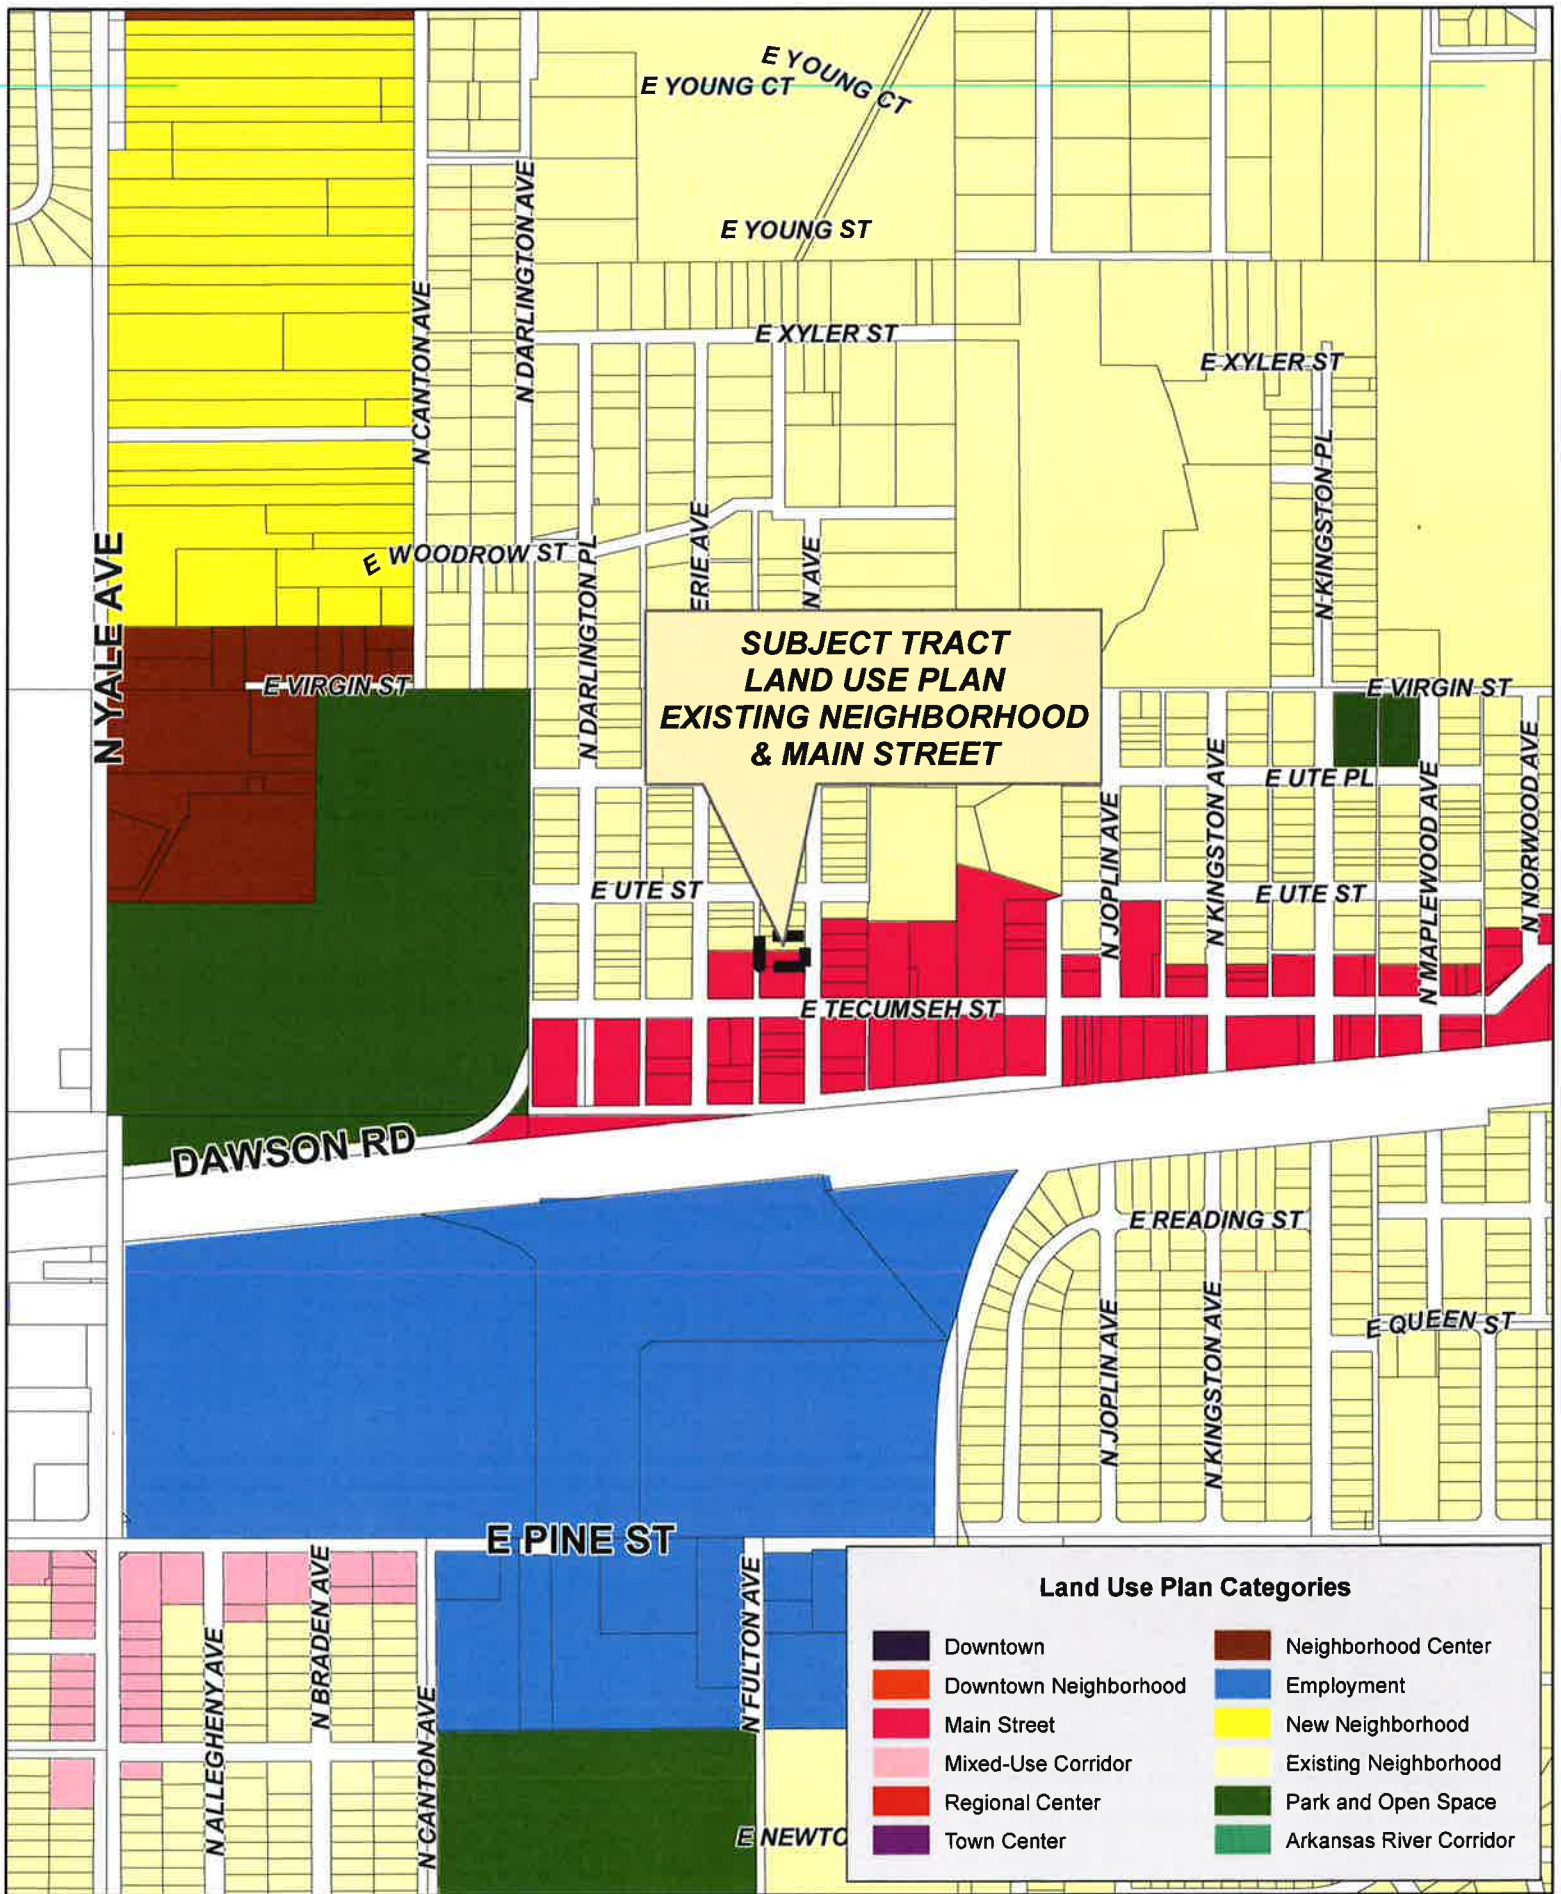 E YOUNG CT
E YOUNG CT
E YOUNG ST
N DARLINGTON AVE
N CANTON AVE
E XYLER ST
E XYLER ST
N KINGSTON PL
E WOODROW ST
N DARLINGTON PL
ERIE AVE
N AVE
N YALE AVE
E VIRGIN ST
SUBJECT TRACT
LAND USE PLAN
EXISTING NEIGHBORHOOD
& MAIN STREET
E VIRGIN ST
E UTE PL
N JOPLIN AVE
N KINGSTON AVE
N MAPLEWOOD AVE
N NORWOOD AVE
E UTE ST
E UTE ST
E TECUMSEH ST
DAWSON RD
E READING ST
N JOPLIN AVE
N KINGSTON AVE
E QUEEN ST
E PINE ST
N ALLEGHENY AVE
N BRADEN AVE
N CANTON AVE
N FULTON AVE
E NEWTO
Land Use Plan Categories
Downtown
Downtown Neighborhood
Main Street
Mixed-Use Corridor
Regional Center
Town Center
Neighborhood Center
Employment
New Neighborhood
Existing Neighborhood
Park and Open Space
Arkansas River Corridor